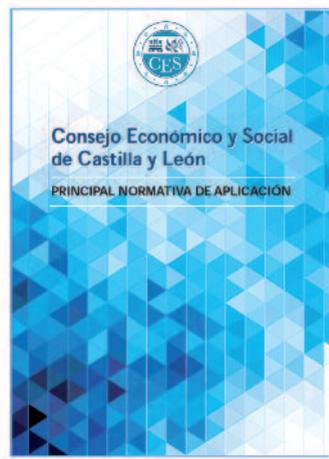 CES
Consejo Económico y Social
de Castilla y León
PRINCIPAL NORMATIVA DE APLICACIÓN